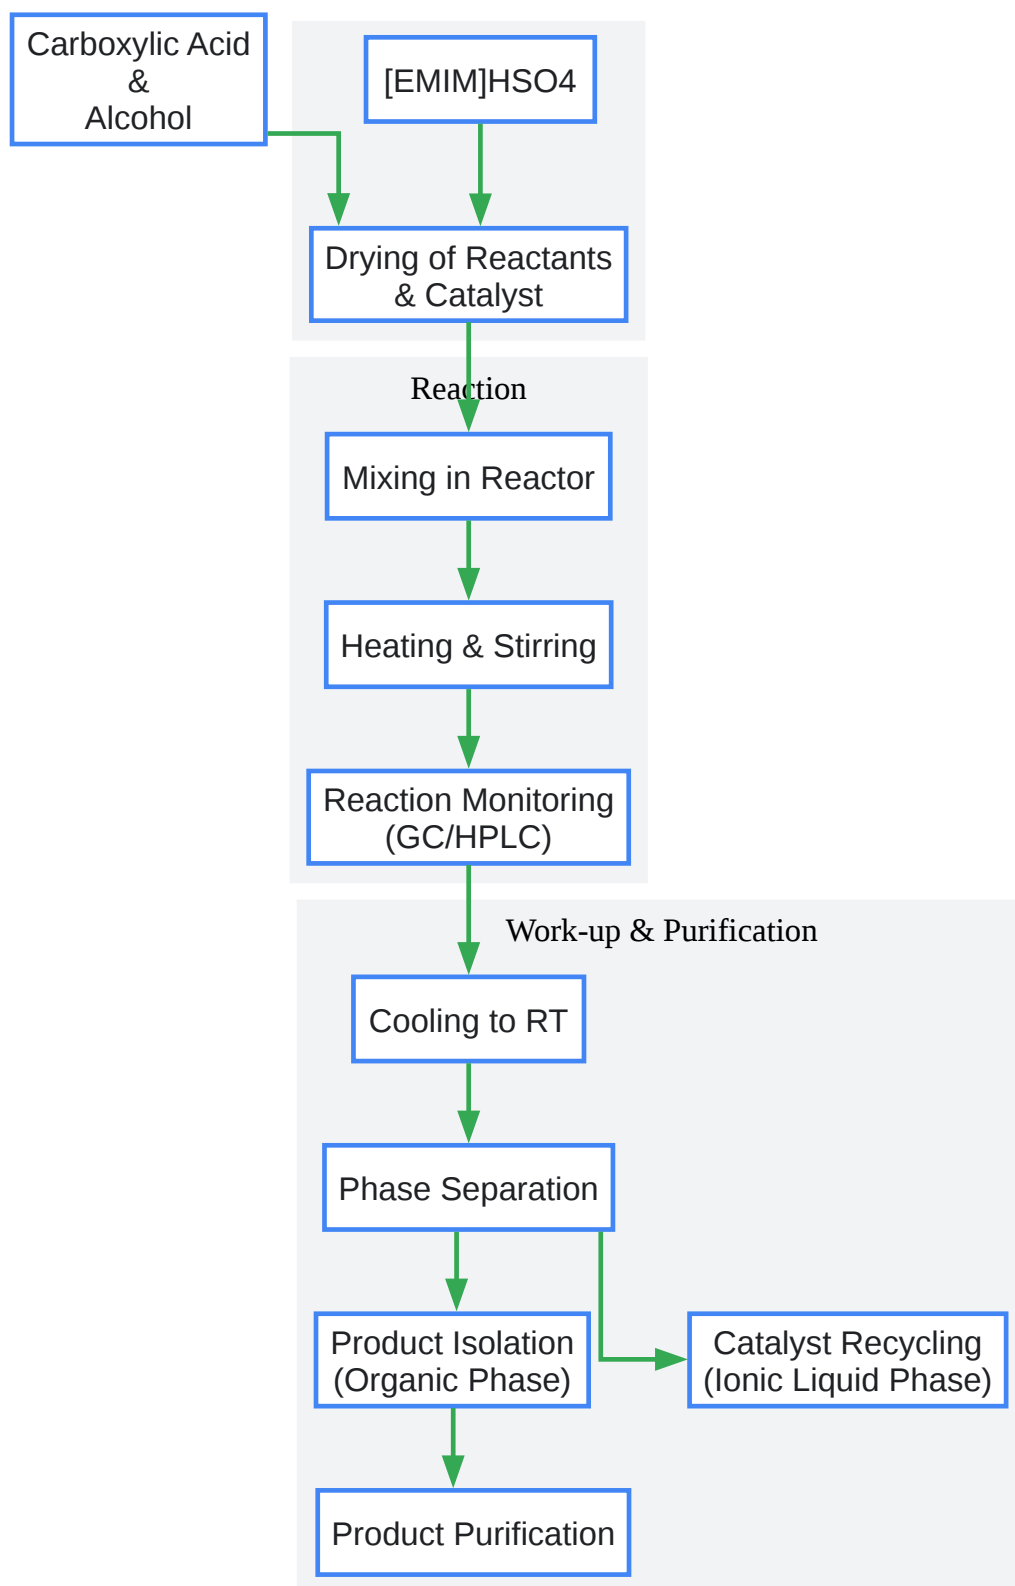 Carboxylic Acid
&
Alcohol
[EMIM]HSO4
Drying of Reactants
& Catalyst
Reaction
Mixing in Reactor
Heating & Stirring
Reaction Monitoring
(GC/HPLC)
Work-up & Purification
Cooling to RT
Phase Separation
Product Isolation
(Organic Phase)
Catalyst Recycling
(Ionic Liquid Phase)
Product Purification